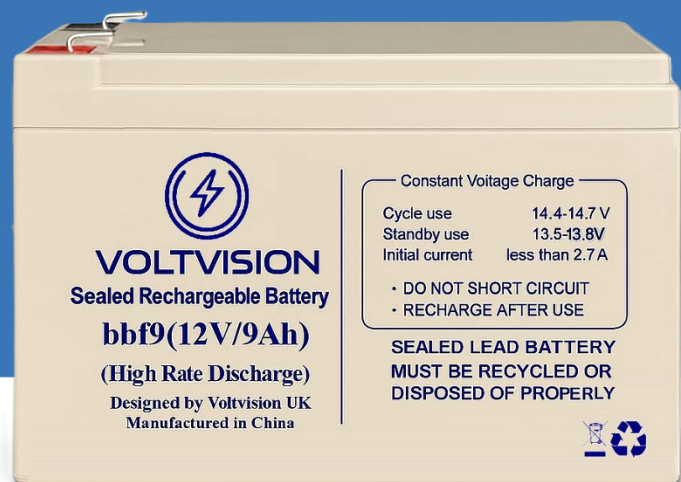 VOLTVISION
Sealed Rechargeable Battery
bbf9(12V/9Ah)
(High Rate Discharge)
Designed by Voltvision UK
Manufactured in China
Constant Voitage Charge
Cycle use 14.4-14.7 V
Standby use 13.5-13.8V
Initial current less than 2.7 A
• DO NOT SHORT CIRCUIT
• RECHARGE AFTER USE
SEALED LEAD BATTERY
MUST BE RECYCLED OR
DISPOSED OF PROPERLY